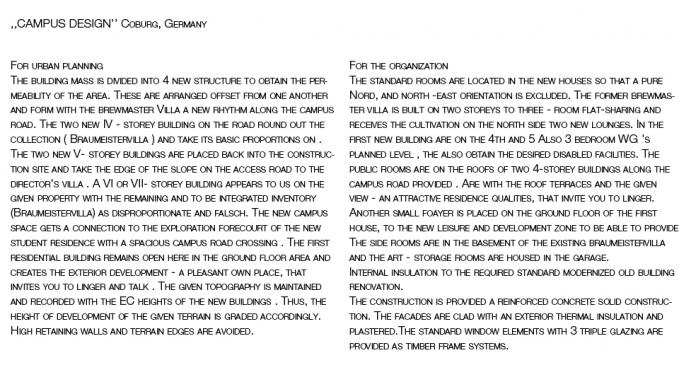 ,,CAMPUS DESIGN'' Coburg, Germany
For urban planning
The building mass is divided into 4 new structure to obtain the per-
meability of the area. These are arranged offset from one another
and form with the brewmaster Villa a new rhythm along the campus
road. The two new IV - storey building on the road round out the
collection ( Braumeistervilla ) and take its basic proportions on .
The two new V- storey buildings are placed back into the construc-
tion site and take the edge of the slope on the access road to the
director's villa . A VI or VII- storey building appears to us on the
given property with the remaining and to be integrated inventory
(Braumeistervilla) as disproportionate and falsch. The new campus
space gets a connection to the exploration forecourt of the new
student residence with a spacious campus road crossing . The first
residential building remains open here in the ground floor area and
creates the exterior development - a pleasant own place, that
invites you to linger and talk . The given topography is maintained
and recorded with the EC heights of the new buildings . Thus, the
height of development of the given terrain is graded accordingly.
High retaining walls and terrain edges are avoided.
For the organization
The standard rooms are located in the new houses so that a pure
Nord, and north -east orientation is excluded. The former brewmas-
ter villa is built on two storeys to three - room flat-sharing and
receives the cultivation on the north side two new lounges. In the
first new building are on the 4th and 5 Also 3 bedroom WG 's
planned level , the also obtain the desired disabled facilities. The
public rooms are on the roofs of two 4-storey buildings along the
campus road provided . Are with the roof terraces and the given
view - an attractive residence qualities, that invite you to linger.
Another small foayer is placed on the ground floor of the first
house, to the new leisure and development zone to be able to provide
The side rooms are in the basement of the existing Braumeistervilla
and the art - storage rooms are housed in the garage.
Internal insulation to the required standard modernized old building
renovation.
The construction is provided a reinforced concrete solid construc-
tion. The facades are clad with an exterior thermal insulation and
plastered.The standard window elements with 3 triple glazing are
provided as timber frame systems.